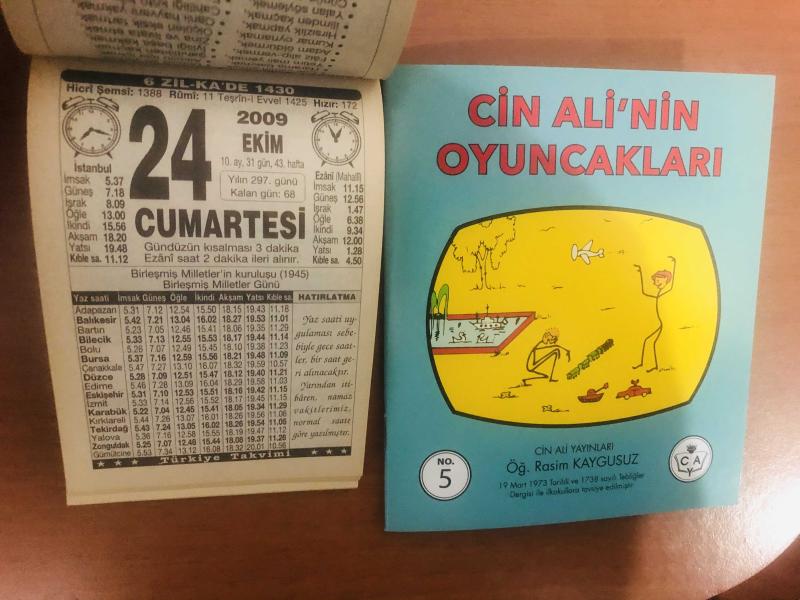 Yalan söylemek,
ilimden kaçmak,
Hırsızlık yapmak,
Kumar oynamak,
Adam öldürmek,
6 ZİL-KA'DE 1430
Hicrî Şemsî: 1388 Rûmî: 11 Teşrîn-i Evvel 1425 Hızır: 172
24
2009
EKİM
10. ay, 31 gün, 43. hafta
Yılın 297. günü
Kalan gün: 68
CUMARTESİ
Gündüzün kısalması 3 dakika
Ezânî saat 2 dakika ileri alınır.
İstanbul
İmsak 5.37
Güneş 7.18
İşrak 8.09
Öğle 13.00
İkindi 15.56
Akşam 18.20
Yatsı 19.48
Kıble sa. 11.12
Ezânî (Mahallî)
İmsak 11.15
Güneş 12.56
İşrak 1.47
Öğle 6.38
İkindi 9.34
Akşam 12.00
Yatsı 1.28
Kıble sa. 4.50
Birleşmiş Milletler'in kuruluşu (1945)
Birleşmiş Milletler Günü
Yaz saati İmsak Güneş Öğle İkindi Akşam Yatsı Kıble sa.
Adapazarı 5.31 7.12 12.54 15.50 18.15 19.43 11.18
Balıkesir 5.42 7.21 13.04 16.02 18.27 19.53 11.01
Bartın 5.23 7.05 12.46 15.41 18.06 19.35 11.29
Bilecik 5.33 7.13 12.55 15.53 18.17 19.44 11.14
Bolu 5.26 7.07 12.49 15.45 18.10 19.38
Bursa 5.37 7.16 12.59 15.56 18.21 19.48 11.09
Çanakkale 5.47 7.27 13.10 16.07 18.32 19.59 10.57
Düzce 5.28 7.09 12.51 15.47 18.12 19.40 11.21
Edirne 5.46 7.28 13.09 16.04 18.29 19.58 11.03
Eskişehir 5.31 7.10 12.53 15.51 18.16 19.42 11.15
İzmit 5.33 7.14 12.56 15.52 18.17 19.45 11.15
Karabük 5.22 7.04 12.45 15.41 18.05 19.34 11.29
Kırklareli 5.44 7.26 13.07 16.01 18.26 19.56 11.06
Tekirdağ 5.43 7.24 13.05 16.02 18.26 19.54 11.05
Yalova 5.36 7.16 12.58 15.55 18.19 19.47 11.12
Zonguldak 5.25 7.07 12.48 15.44 18.08 19.37 11.26
Gümülcine 5.53 7.34 13.12 16.08 18.32 20.01 10.56
HATIRLATMA
Yaz saati uy-
gulaması sebe-
biyle gece saat-
ler, bir saat ge-
ri alınacaktır.
Yarından iti-
bâren, namaz
vakitlerimiz,
normal saate
göre yazılmıştır.
Türkiye Takvimi
CİN ALİ'NİN
OYUNCAKLARI
NO.
5
CİN ALİ YAYINLARI
Öğ. Rasim KAYGUSUZ
19 Mart 1973 Tarihli ve 1738 sayılı Tebliğler
Dergisi ile ilkokullara tavsiye edilmiştir.
C A
Y